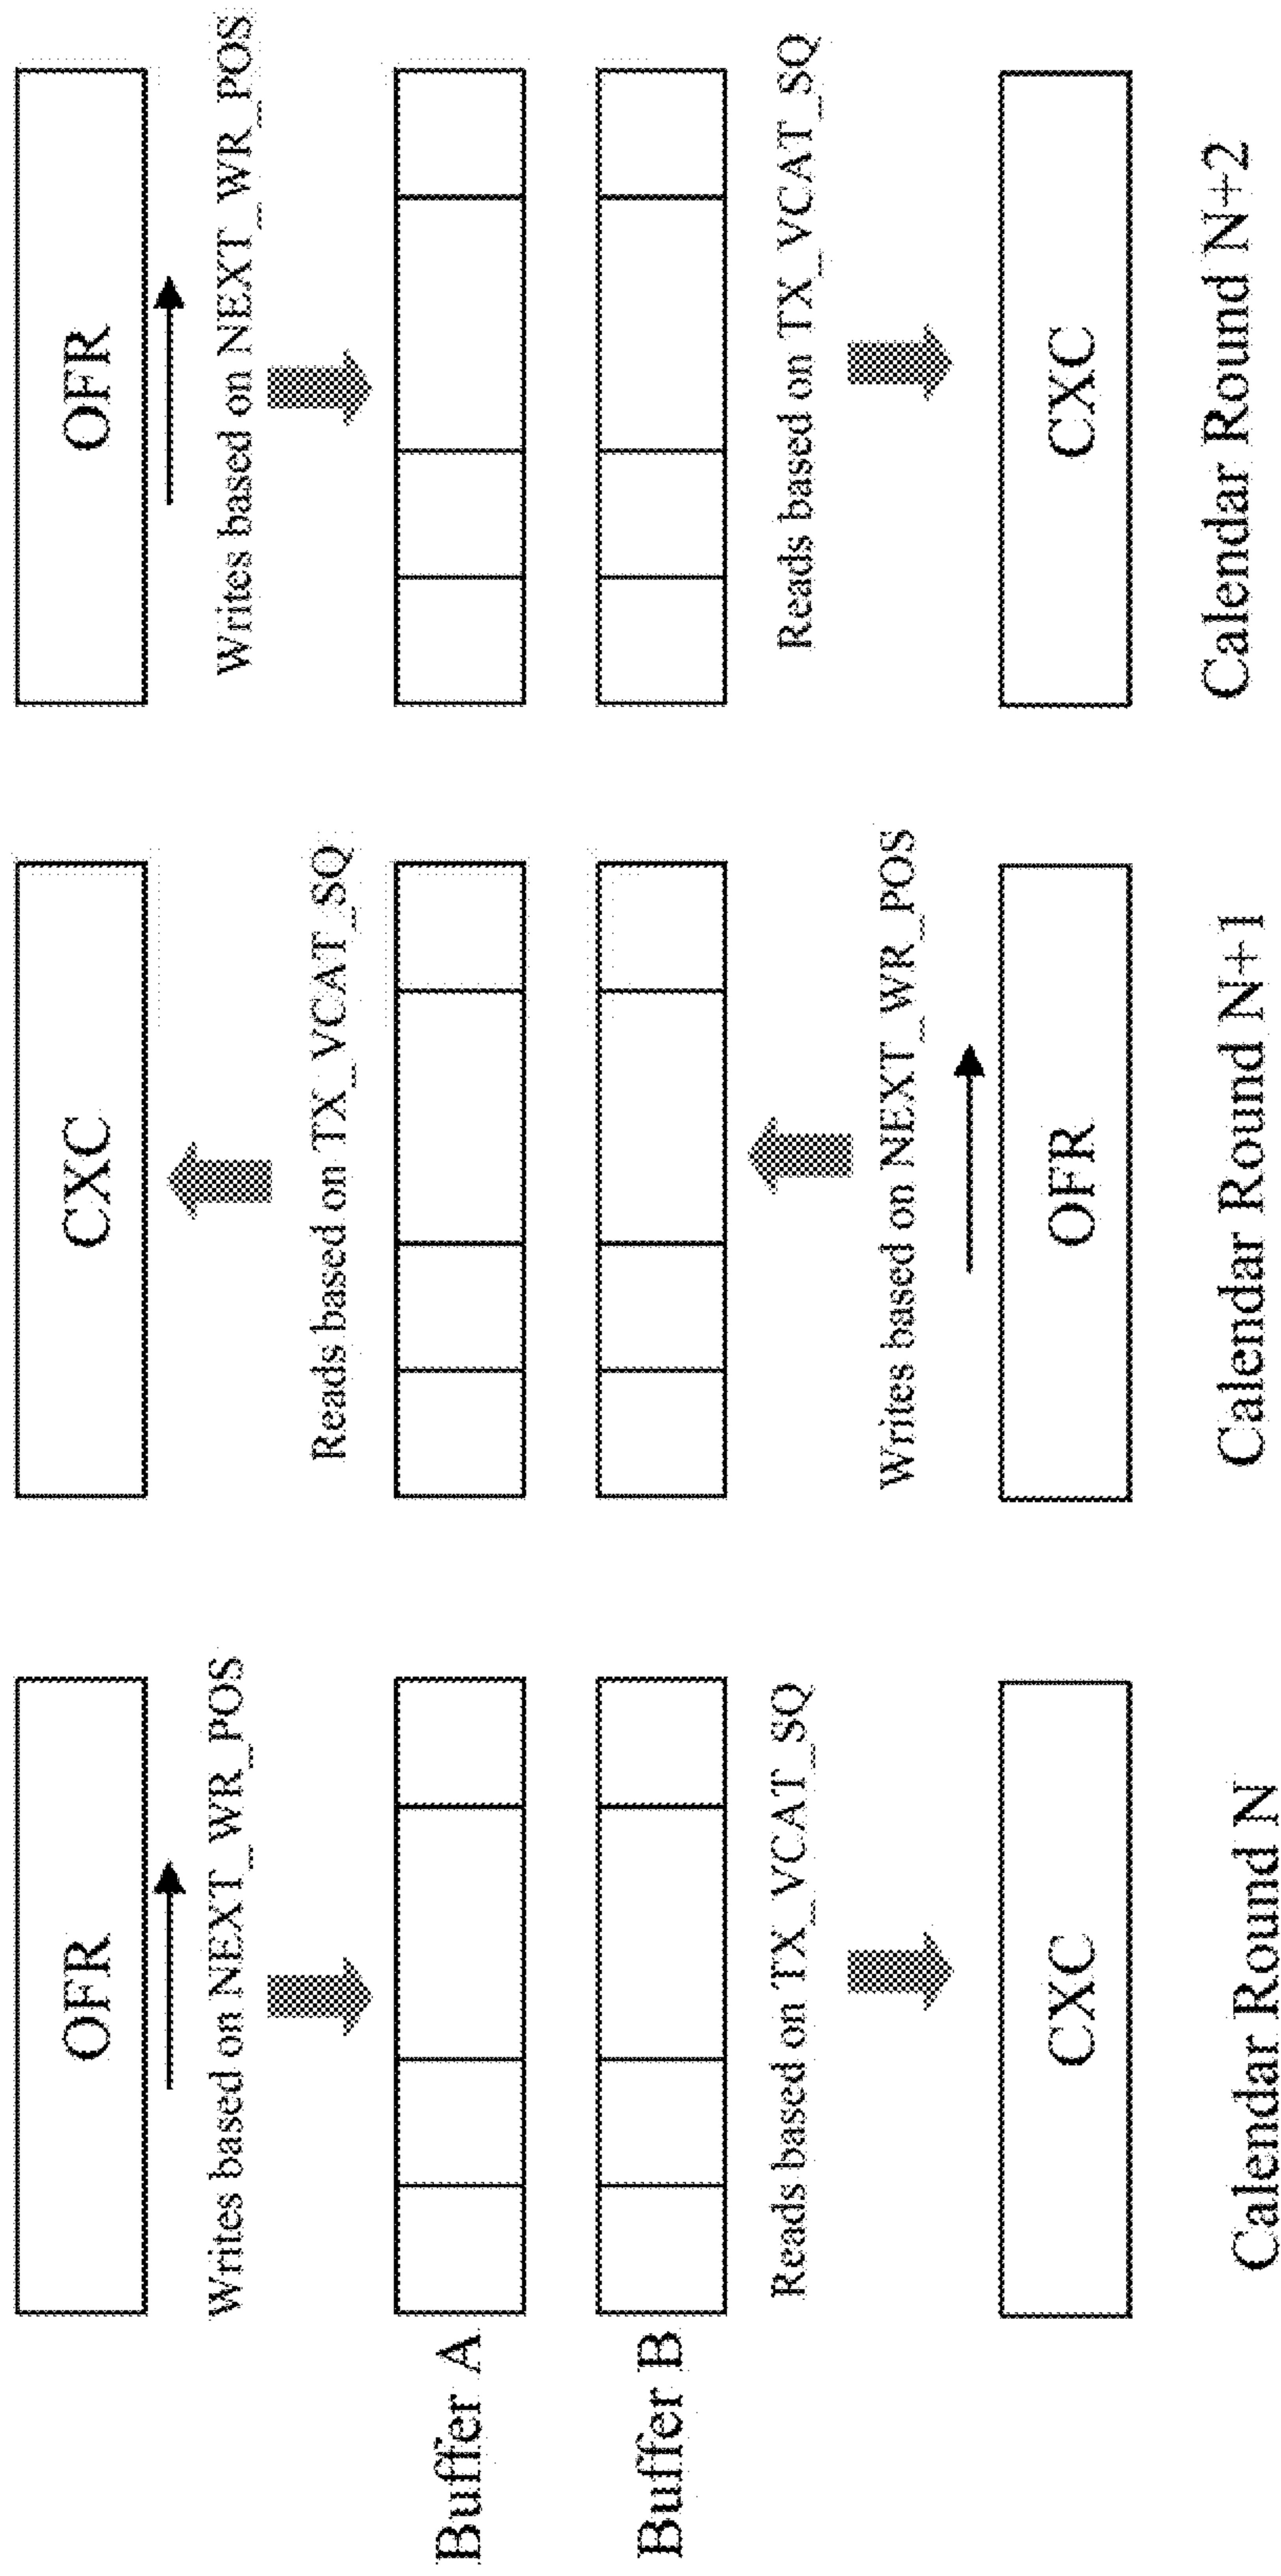 OFR
Writes based on NEXT_WR_POS
Buffer A
Buffer B
Reads based on TX_VCAT_SQ
CXC
Calendar Round N
CXC
Reads based on TX_VCAT_SQ
Writes based on NEXT_WR_POS
OFR
Calendar Round N+1
OFR
Writes based on NEXT_WR_POS
Reads based on TX_VCAT_SQ
CXC
Calendar Round N+2